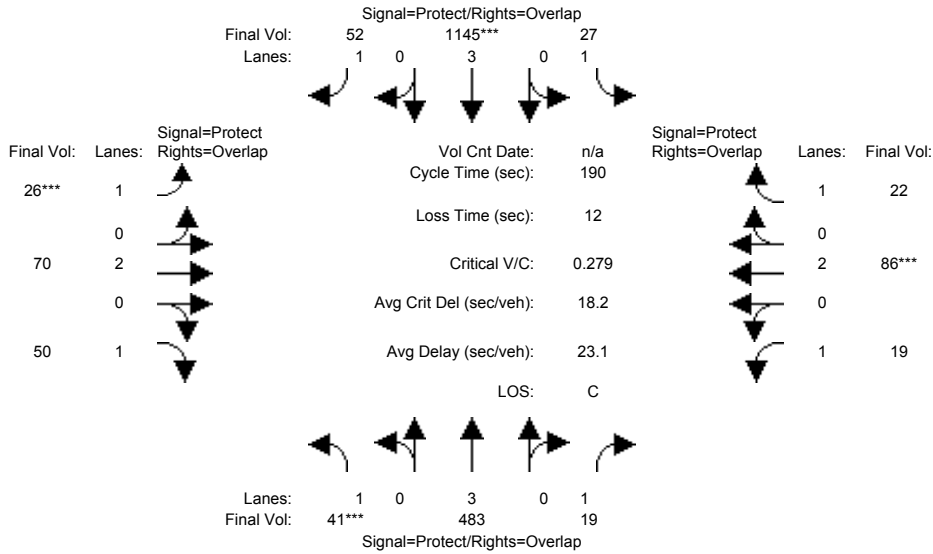 Signal=Protect/Rights=Overlap
Final Vol: 52 1145*** 27
Lanes: 1 0 3 0 1
Signal=Protect
Final Vol: Lanes: Rights=Overlap
Vol Cnt Date: n/a
Signal=Protect
Rights=Overlap Lanes: Final Vol:
Cycle Time (sec): 190
26*** 1
1 22
Loss Time (sec): 12
0
0
70 2
Critical V/C: 0.279
2 86***
0
Avg Crit Del (sec/veh): 18.2
0
50 1
Avg Delay (sec/veh): 23.1
1 19
LOS: C
Lanes: 1 0 3 0 1
Final Vol: 41*** 483 19
Signal=Protect/Rights=Overlap